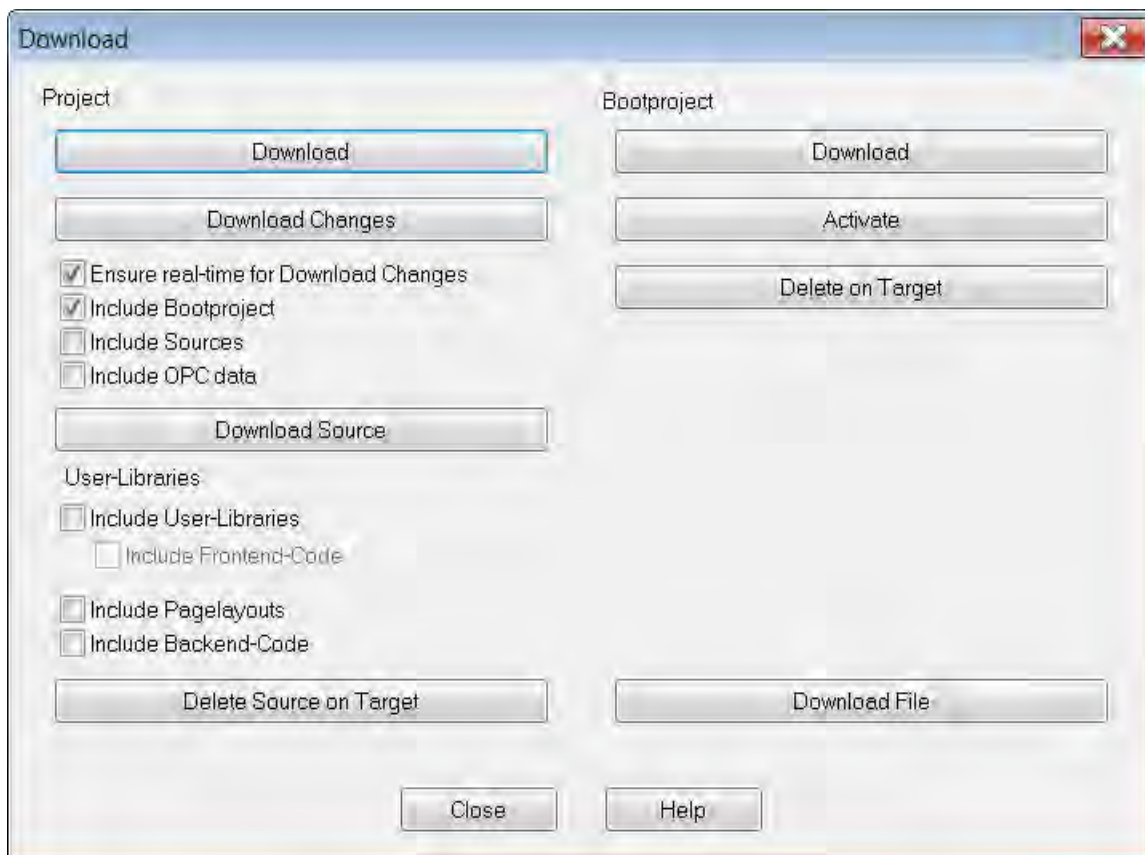 Download
Project
Download
Download Changes
Ensure real-time for Download Changes
Include Bootproject
Include Sources
Include OPC data
Download Source
User-Libraries
Include User-Libraries
Include Frontend-Code
Include Pagelayouts
Include Backend-Code
Delete Source on Target
Bootproject
Download
Activate
Delete on Target
Download File
Close
Help